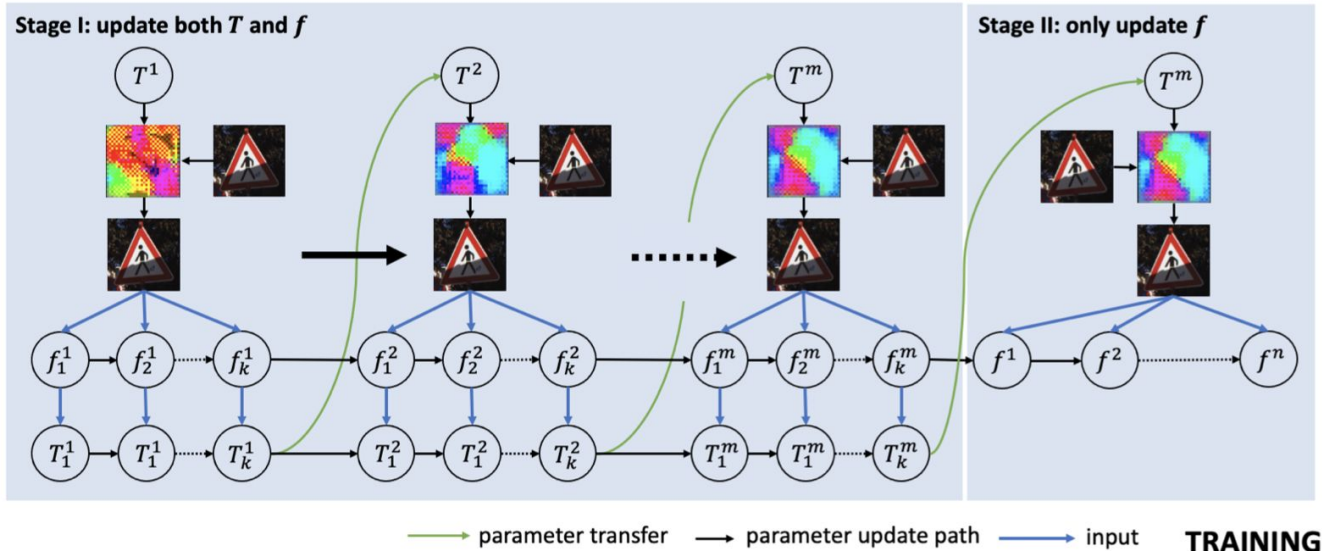 Stage I: update both T and f
Stage II: only update f
T^1
T^2
T^m
T^m
f_1^1 f_2^1 f_k^1 f_1^2 f_2^2 f_k^2 f_1^m f_2^m f_k^m f^1 f^2 f^n
T_1^1 T_1^1 T_k^1 T_1^2 T_1^2 T_k^2 T_1^m T_1^m T_k^m
parameter transfer
parameter update path
input
TRAINING